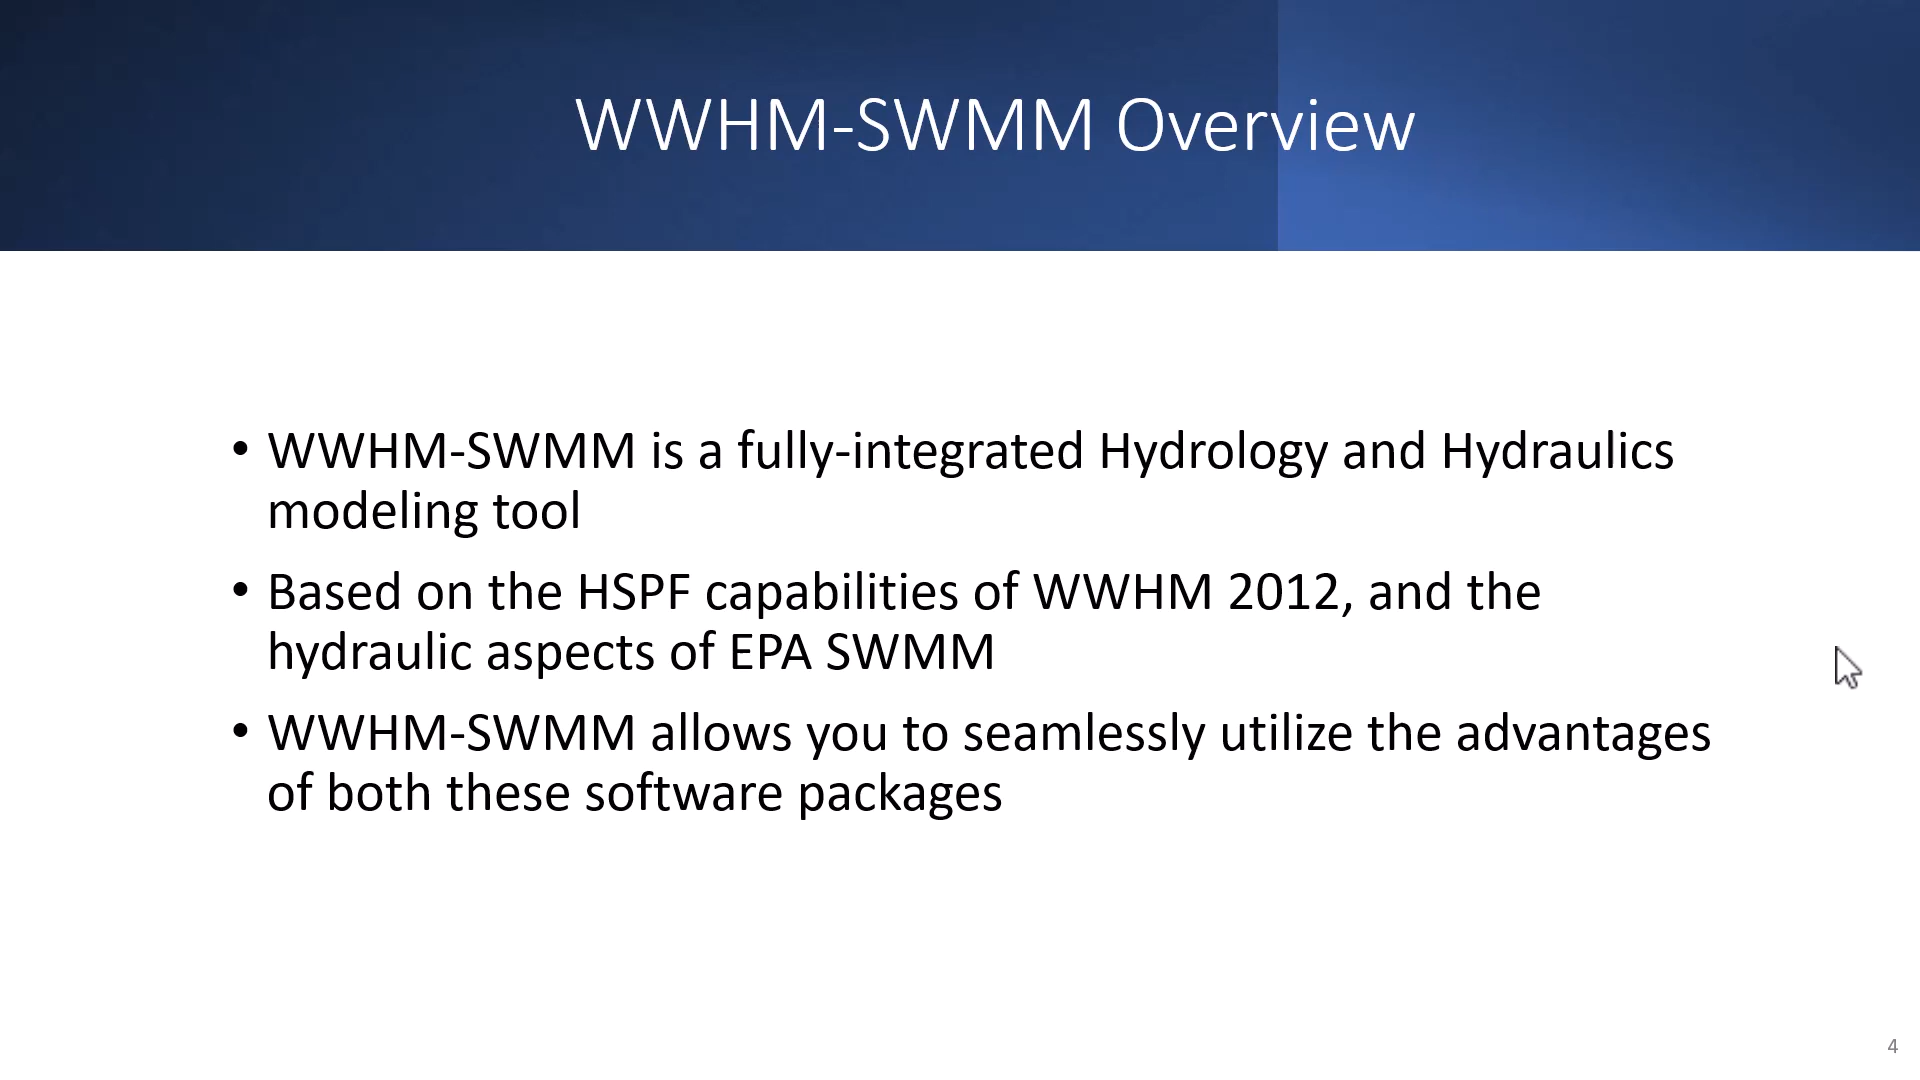 WWHM-SWMM Overview
• WWHM-SWMM is a fully-integrated Hydrology and Hydraulics
modeling tool
• Based on the HSPF capabilities of WWHM 2012, and the
hydraulic aspects of EPA SWMM
• WWHM-SWMM allows you to seamlessly utilize the advantages
of both these software packages
4